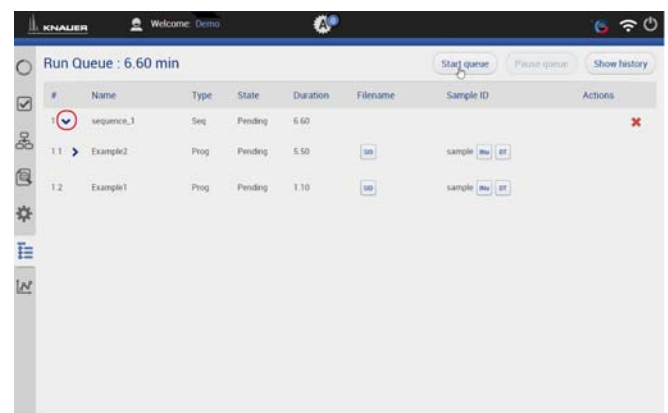 KNAUER Welcome: Demo A
Run Queue : 6.60 min Start queue Pause queue Show history
# Name Type State Duration Filename Sample ID Actions
1 sequence_1 Seq Pending 6.60
1.1 Example2 Prog Pending 5.50 sample DT
1.2 Example1 Prog Pending 1.10 sample DT